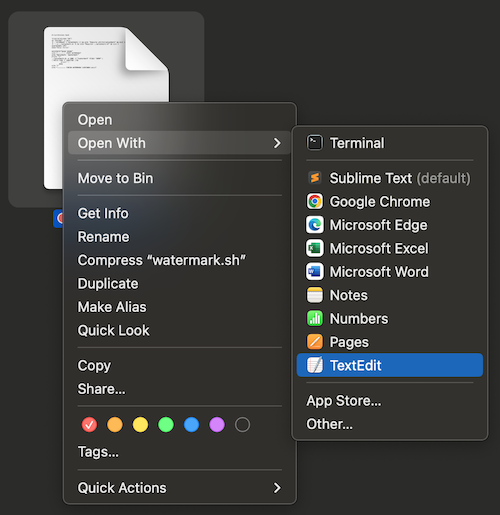 Open
Open With
Move to Bin
Get Info
Rename
Compress “watermark.sh”
Duplicate
Make Alias
Quick Look
Copy
Share...
Tags...
Quick Actions
Terminal
Sublime Text (default)
Google Chrome
Microsoft Edge
Microsoft Excel
Microsoft Word
Notes
Numbers
Pages
TextEdit
App Store...
Other...